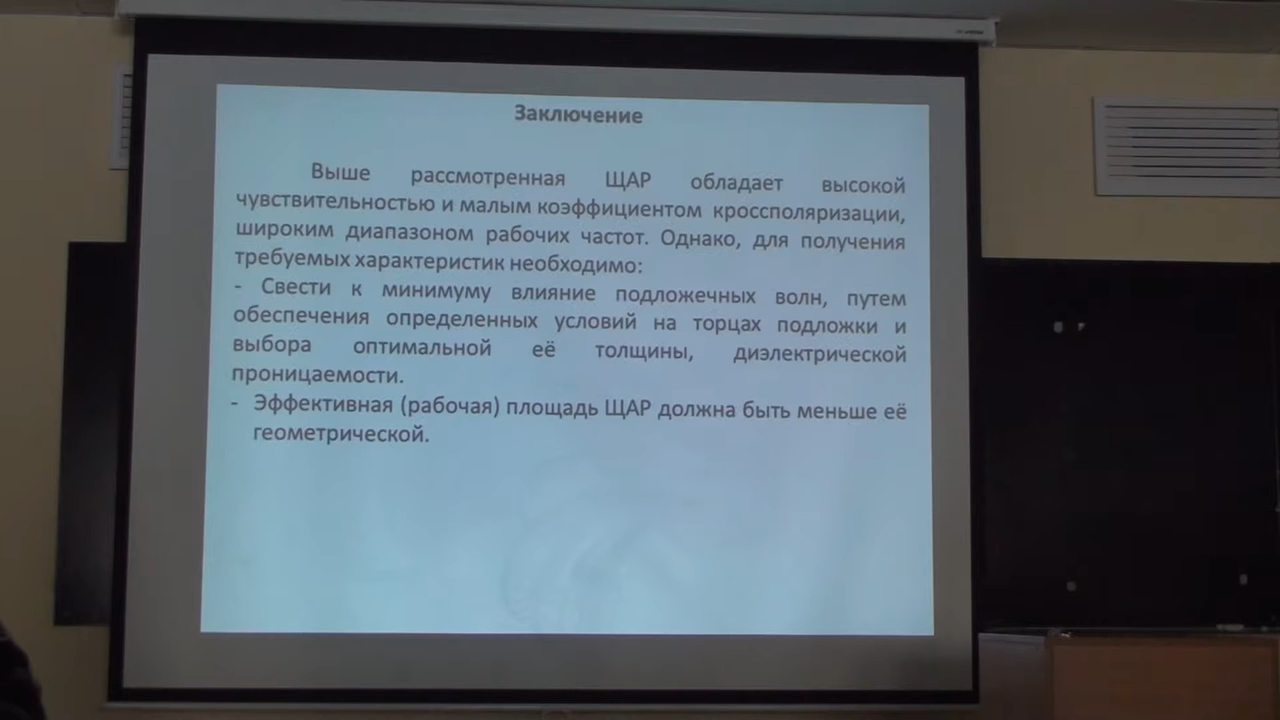 Заключение
Выше рассмотренная ЩАР обладает высокой
чувствительностью и малым коэффициентом кроссполяризации,
широким диапазоном рабочих частот. Однако, для получения
требуемых характеристик необходимо:
- Свести к минимуму влияние подложечных волн, путем
обеспечения определенных условий на торцах подложки и
выбора оптимальной её толщины, диэлектрической
проницаемости.
- Эффективная (рабочая) площадь ЩАР должна быть меньше её
геометрической.